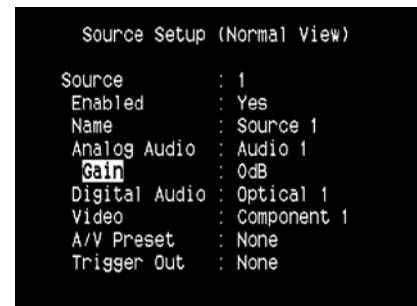 Source Setup (Normal View)
Source : 1
Enabled : Yes
Name : Source 1
Analog Audio : Audio 1
Gain : 0dB
Digital Audio : Optical 1
Video : Component 1
A/V Preset : None
Trigger Out : None